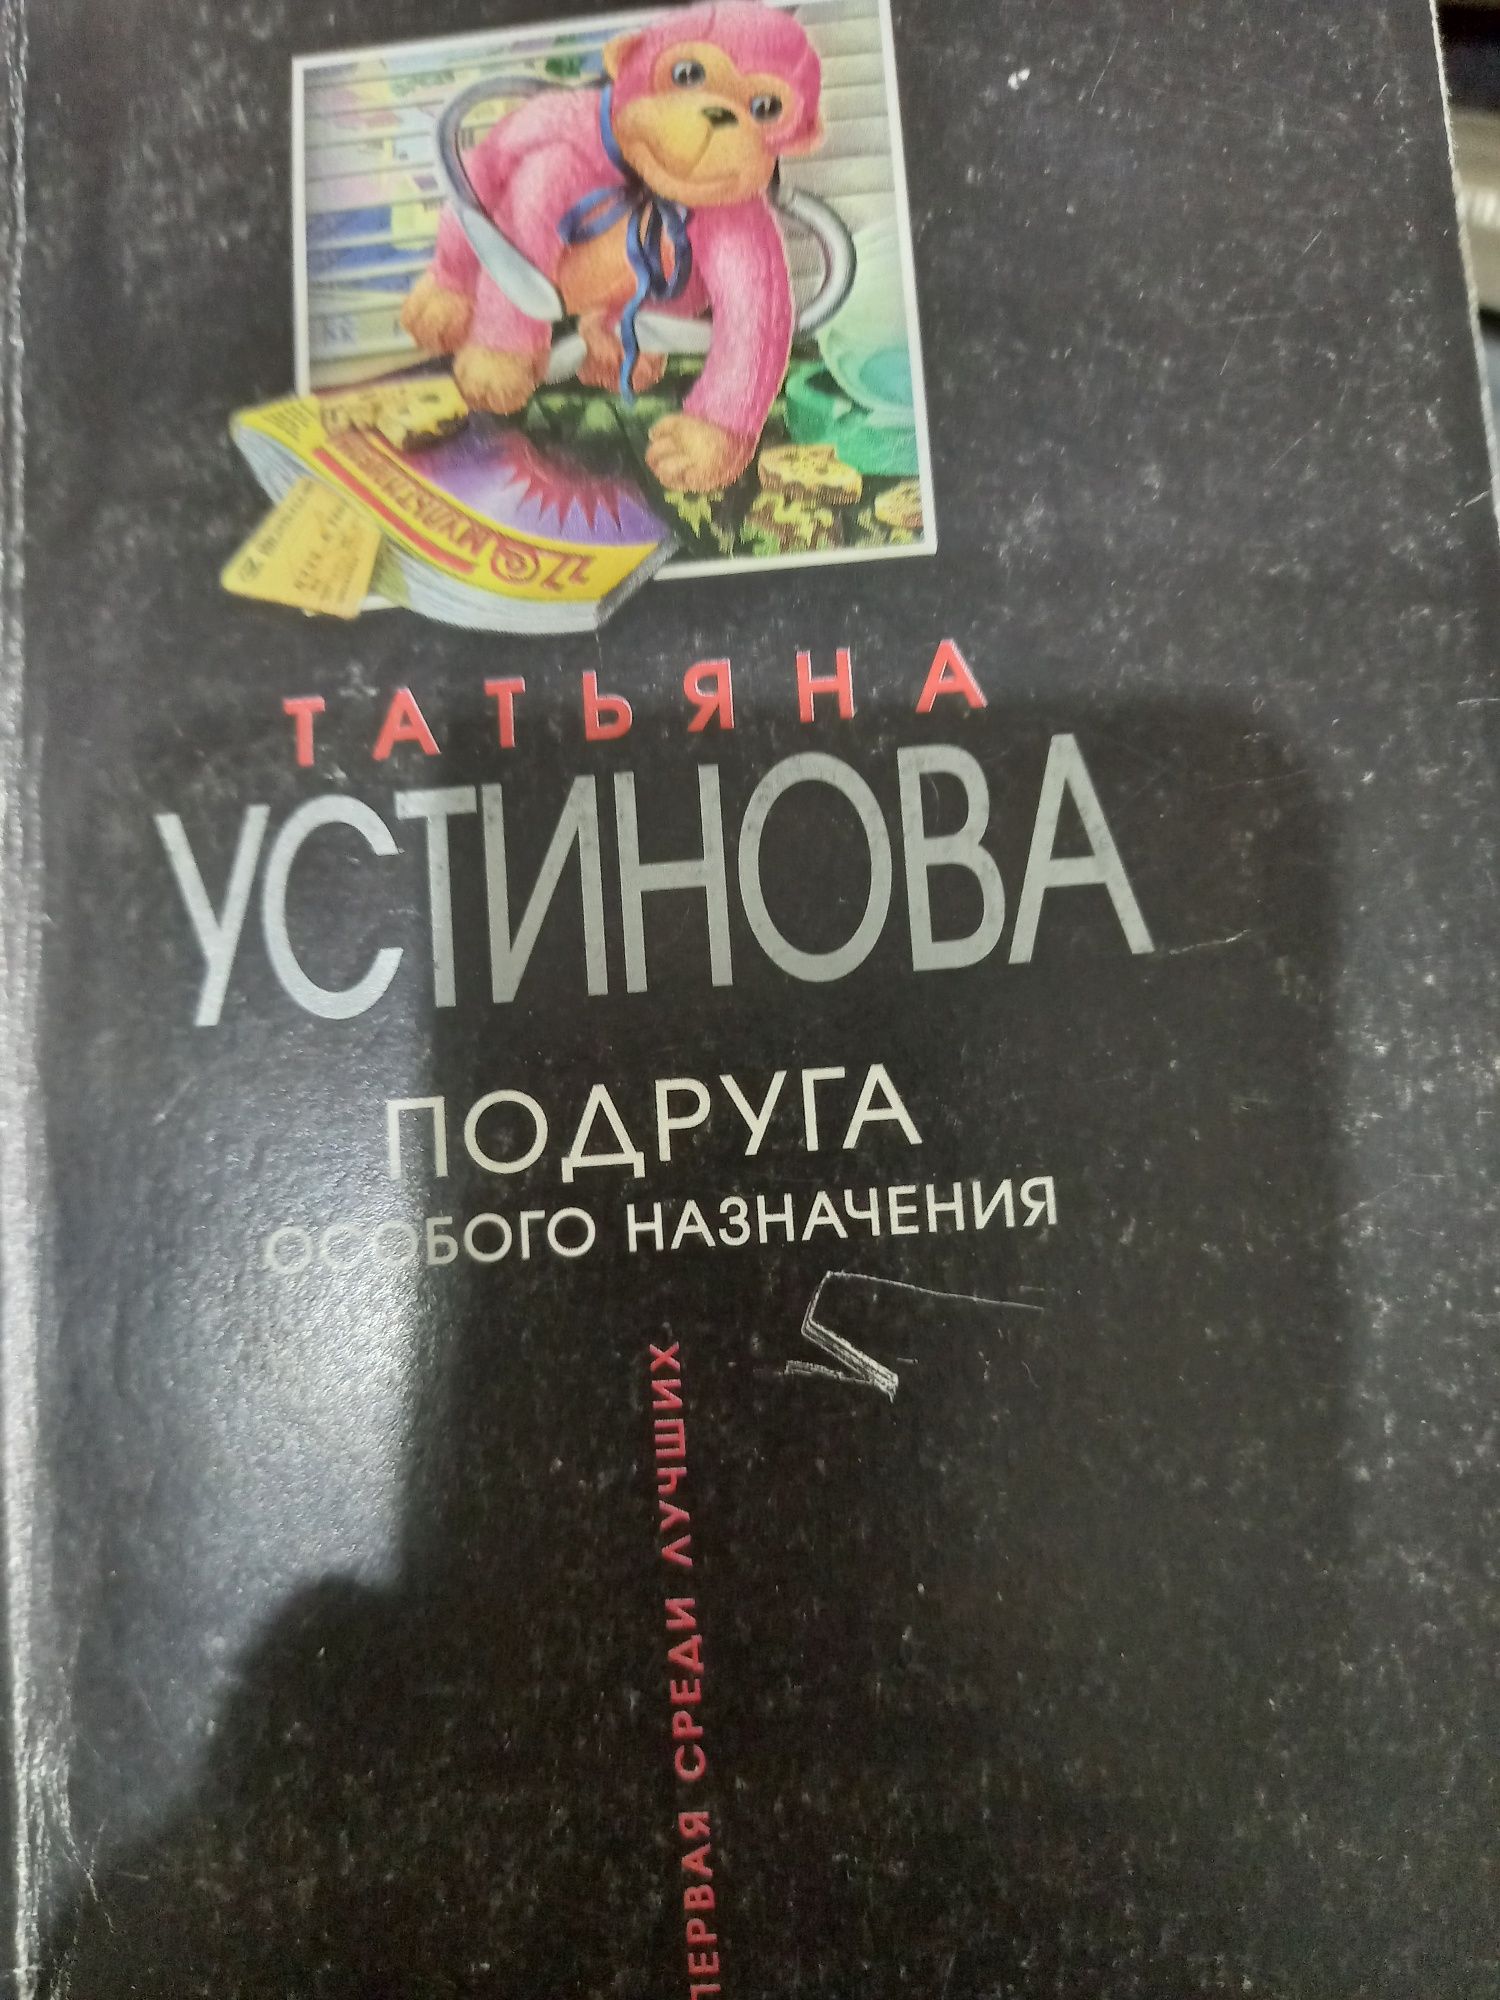 ТАТЬЯНА
УСТИНОВА
ПОДРУГА
ОСОБОГО НАЗНАЧЕНИЯ
ПЕРВАЯ СРЕДИ ЛУЧШИХ